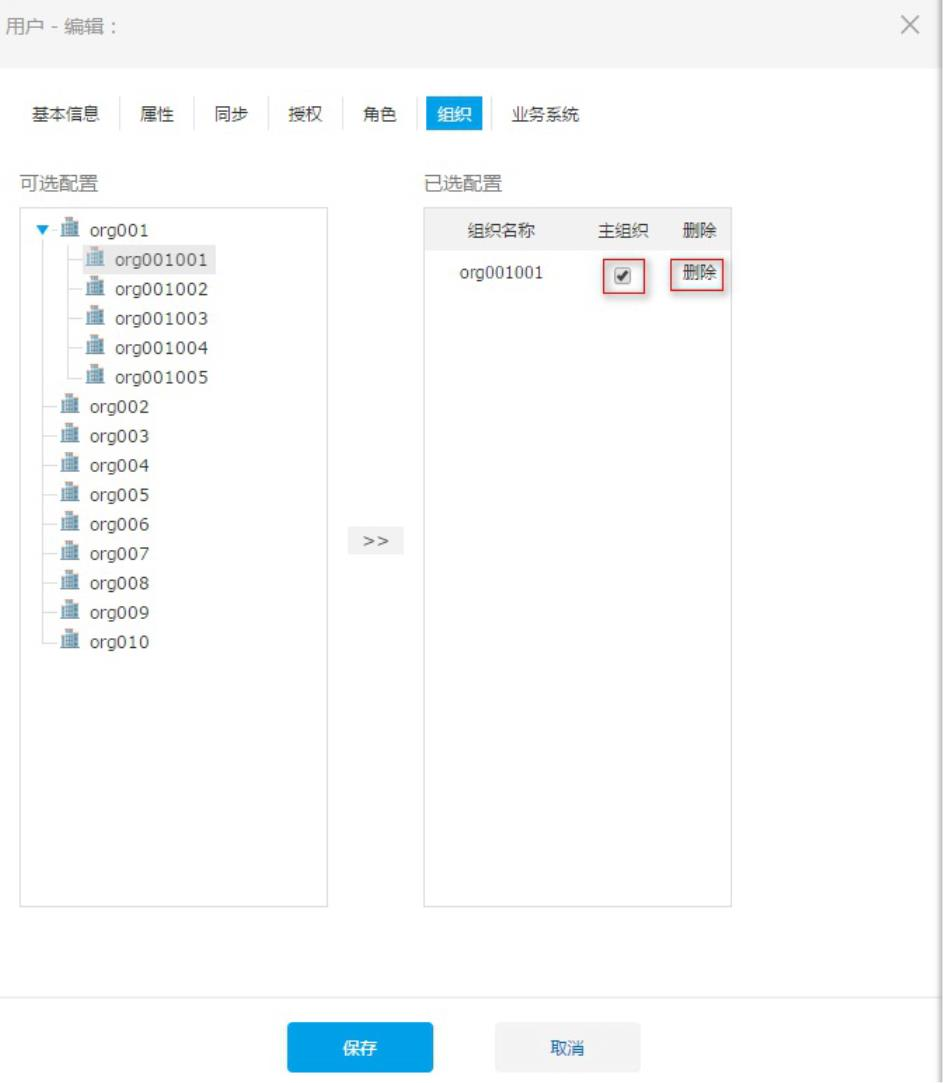 用户 - 编辑：
基本信息 属性 同步 授权 角色 组织 业务系统
可选配置
org001
org001001
org001002
org001003
org001004
org001005
org002
org003
org004
org005
org006
org007
org008
org009
org010
>>
已选配置
组织名称 主组织 删除
org001001 删除
保存 取消